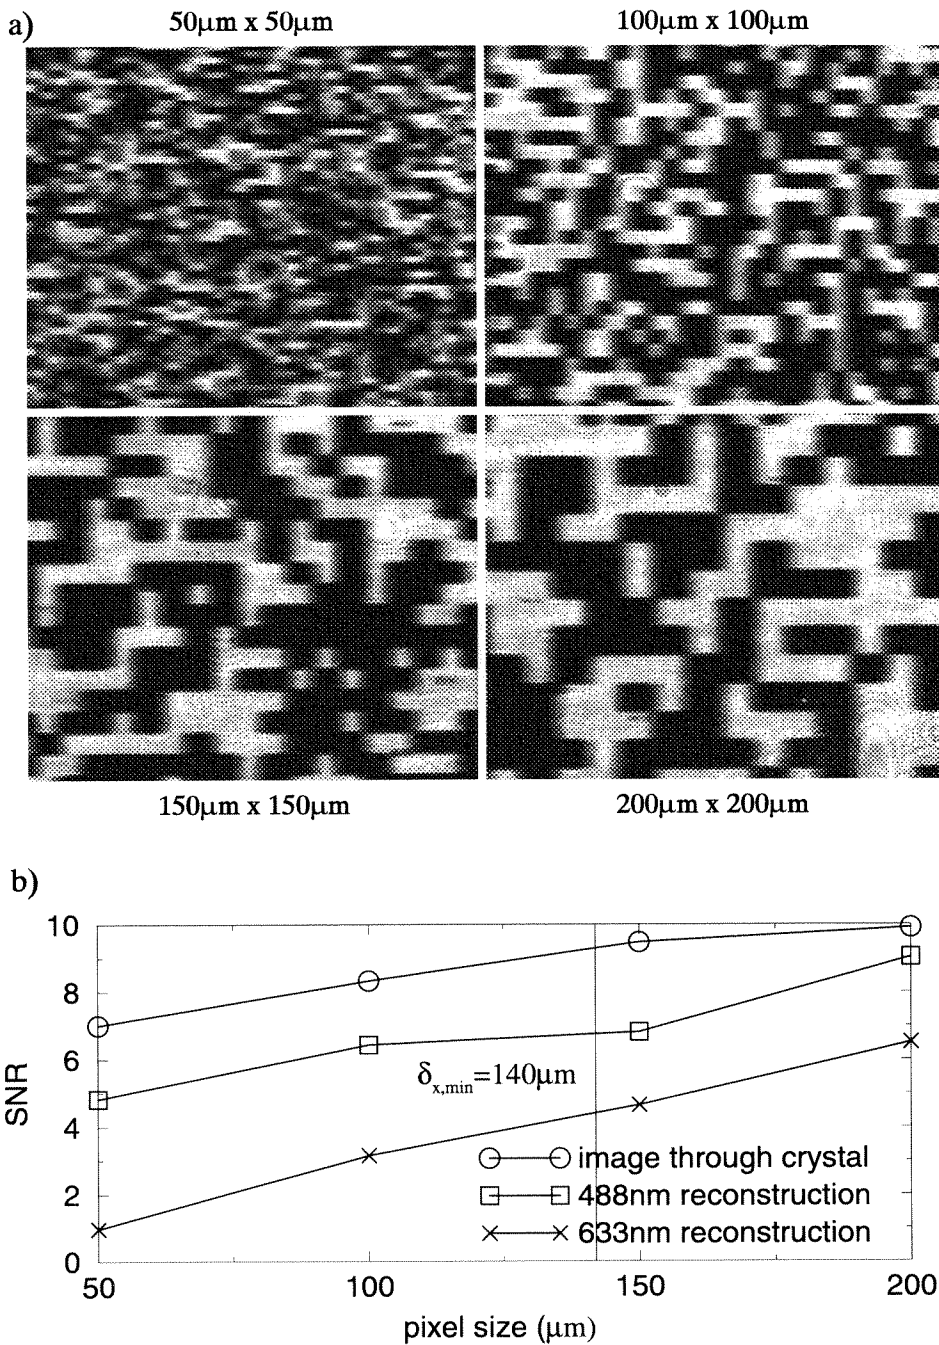 a)
50μm x 50μm
100μm x 100μm
150μm x 150μm
200μm x 200μm
b)
10
8
6
4
2
0
SNR
δx,min=140μm
image through crystal
488nm reconstruction
633nm reconstruction
50
100
150
200
pixel size (μm)